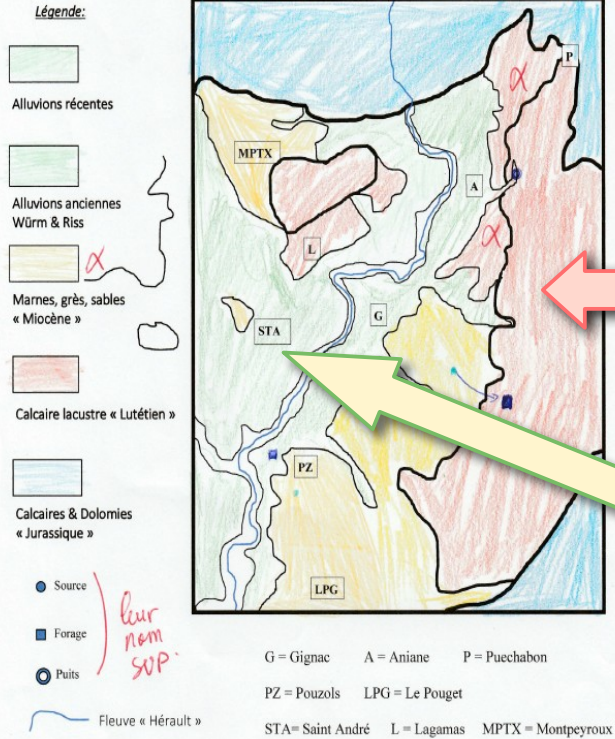 Légende:
Alluvions récentes
Alluvions anciennes
Würm & Riss
α
Marnes, grès, sables
« Miocène »
Calcaire lacustre « Lutétien »
Calcaires & Dolomies
« Jurassique »
Source
Forage
Puits
leur
nom
SUP.
Fleuve « Hérault »
P
α
MPTX
A
L
α
G
STA
PZ
LPG
G = Gignac A = Aniane P = Puechabon
PZ = Pouzols LPG = Le Pouget
STA= Saint André L = Lagamas MPTX = Montpeyroux